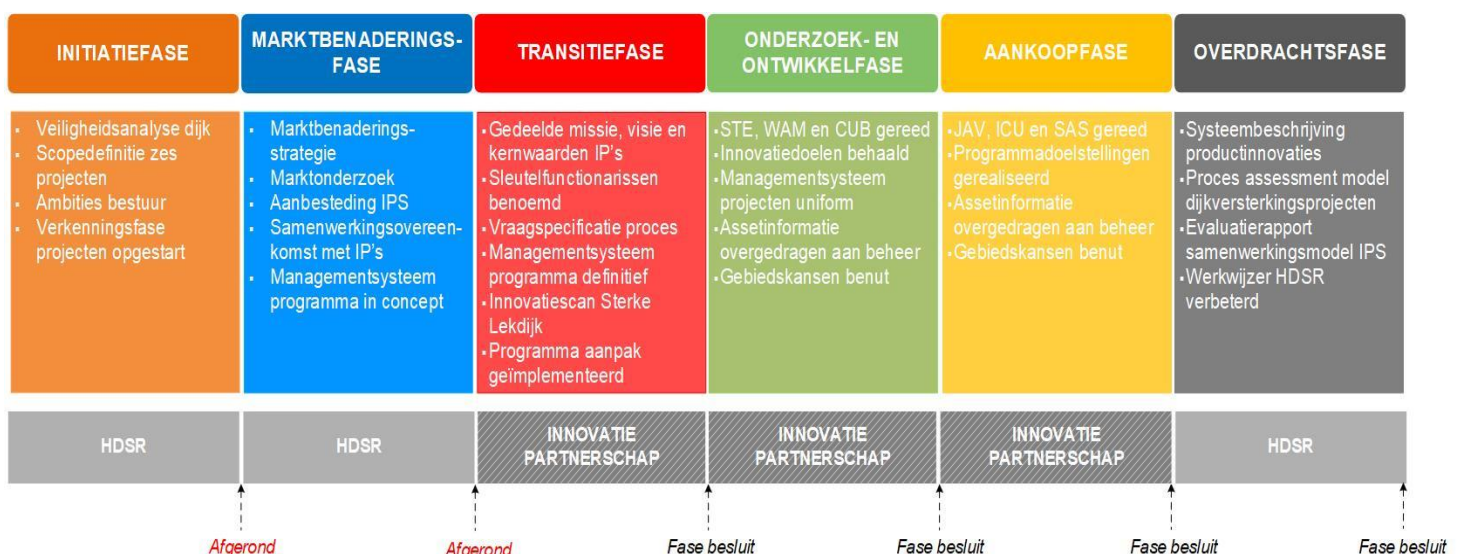 INITIATIEFASE
MARKTBENADERINGS-
FASE
TRANSITIEFASE
ONDERZOEK- EN
ONTWIKKELFASE
AANKOOPFASE
OVERDRACHTSFASE
▪ Veiligheidsanalyse dijk
▪ Scopedefinitie zes
projecten
▪ Ambities bestuur
▪ Verkenningsfase
projecten opgestart
▪ Marktbenaderings-
strategie
▪ Marktonderzoek
▪ Aanbesteding IPS
▪ Samenwerkingsovereen-
komst met IP's
▪ Managementsysteem
programma in concept
▪Gedeelde missie, visie en
kernwaarden IP's
▪Sleutelfunctionarissen
benoemd
▪Vraagspecificatie proces
▪Managementsysteem
programma definitief
▪Innovatiescan Sterke
Lekdijk
▪Programma aanpak
geïmplementeerd
▪STE, WAM en CUB gereed
▪Innovatiedoelen behaald
▪Managementsysteem
projecten uniform
▪Assetinformatie
overgedragen aan beheer
▪Gebiedskansen benut
▪JAV, ICU en SAS gereed
▪Programmadoelstellingen
gerealiseerd
▪Assetinformatie
overgedragen aan beheer
▪Gebiedskansen benut
▪Systeembeschrijving
productinnovaties
▪Proces assessment model
dijkversterkingsprojecten
▪Evaluatierapport
samenwerkingsmodel IPS
▪Werkwijzer HDSR
verbeterd
HDSR
HDSR
INNOVATIE
PARTNERSCHAP
INNOVATIE
PARTNERSCHAP
INNOVATIE
PARTNERSCHAP
HDSR
Afgerond
Afgerond
Fase besluit
Fase besluit
Fase besluit
Fase besluit